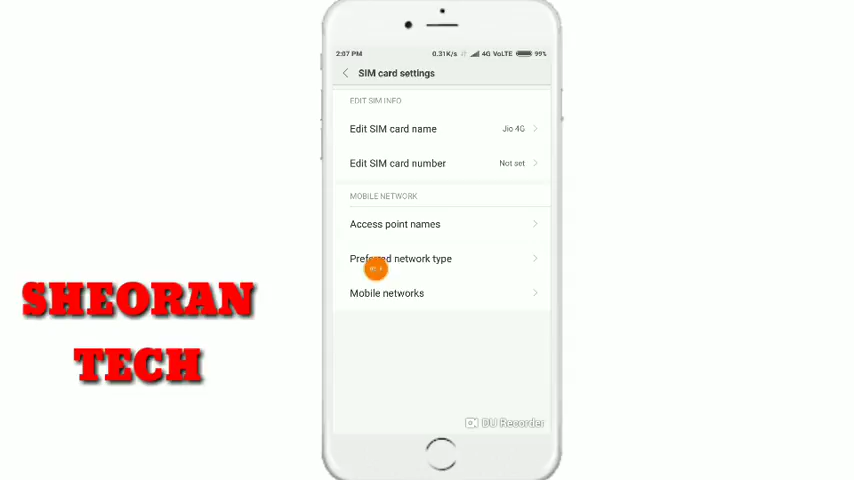 2:07 PM 0.31K/s 4G VoLTE 99%
SIM card settings
EDIT SIM INFO
Edit SIM card name Jio 4G
Edit SIM card number Not set
MOBILE NETWORK
Access point names
Preferred network type
Mobile networks
SHEORAN
TECH
DU Recorder